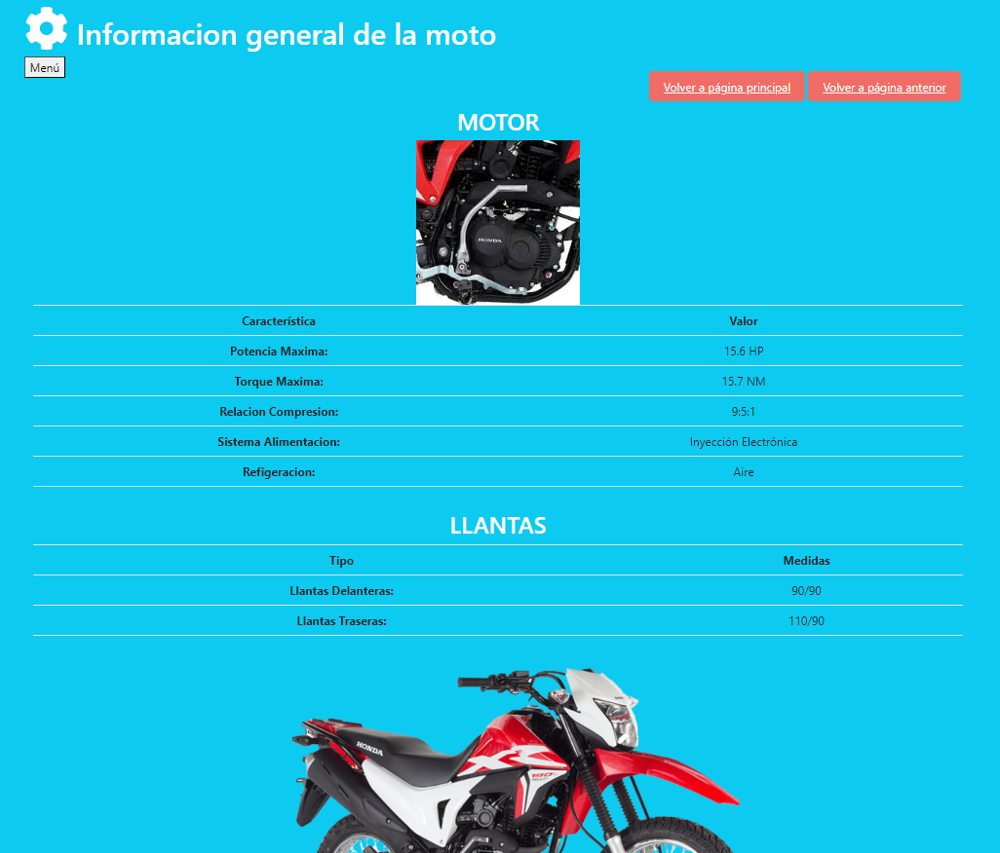 Informacion general de la moto
Menú
Volver a página principal Volver a página anterior
MOTOR
HONDA
Característica Valor
Potencia Maxima: 15.6 HP
Torque Maxima: 15.7 NM
Relacion Compresion: 9:5:1
Sistema Alimentacion: Inyección Electrónica
Refigeracion: Aire
LLANTAS
Tipo Medidas
Llantas Delanteras: 90/90
Llantas Traseras: 110/90
HONDA
XR
190